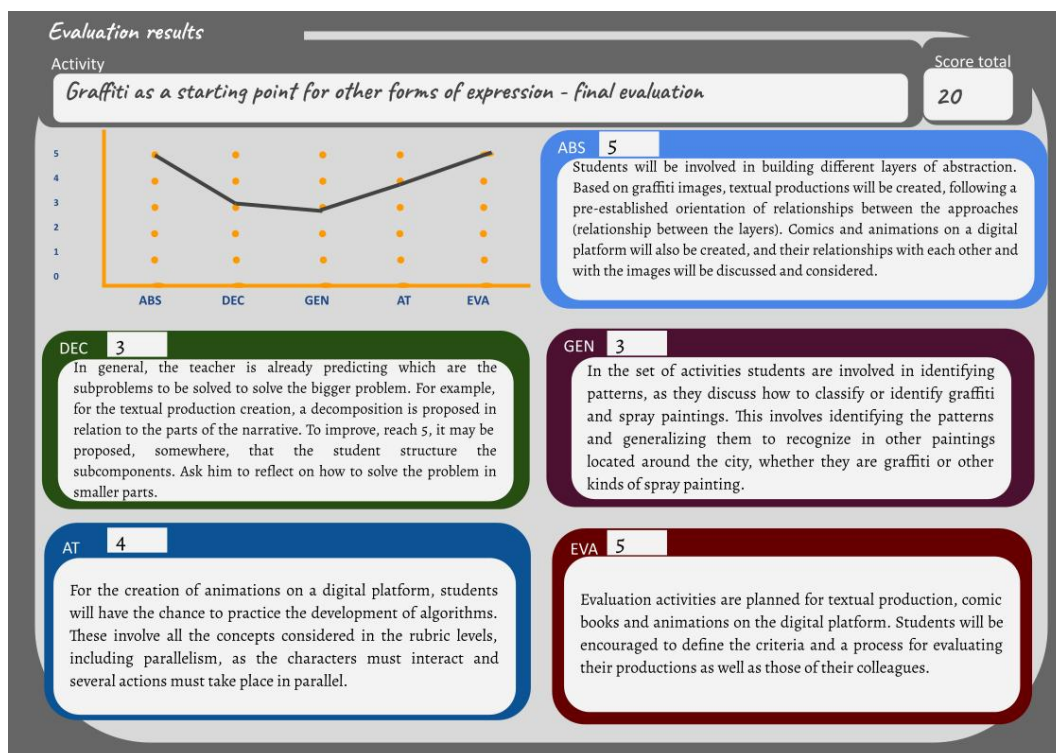 Evaluation results
Activity
Score total
Graffiti as a starting point for other forms of expression - final evaluation
20
5
4
3
2
1
0
ABS DEC GEN AT EVA
ABS 5
Students will be involved in building different layers of abstraction.
Based on graffiti images, textual productions will be created, following a
pre-established orientation of relationships between the approaches
(relationship between the layers). Comics and animations on a digital
platform will also be created, and their relationships with each other and
with the images will be discussed and considered.
DEC 3
In general, the teacher is already predicting which are the
subproblems to be solved to solve the bigger problem. For example,
for the textual production creation, a decomposition is proposed in
relation to the parts of the narrative. To improve, reach 5, it may be
proposed, somewhere, that the student structure the
subcomponents. Ask him to reflect on how to solve the problem in
smaller parts.
GEN 3
In the set of activities students are involved in identifying
patterns, as they discuss how to classify or identify graffiti
and spray paintings. This involves identifying the patterns
and generalizing them to recognize in other paintings
located around the city, whether they are graffiti or other
kinds of spray painting.
AT 4
For the creation of animations on a digital platform, students
will have the chance to practice the development of algorithms.
These involve all the concepts considered in the rubric levels,
including parallelism, as the characters must interact and
several actions must take place in parallel.
EVA 5
Evaluation activities are planned for textual production, comic
books and animations on the digital platform. Students will be
encouraged to define the criteria and a process for evaluating
their productions as well as those of their colleagues.